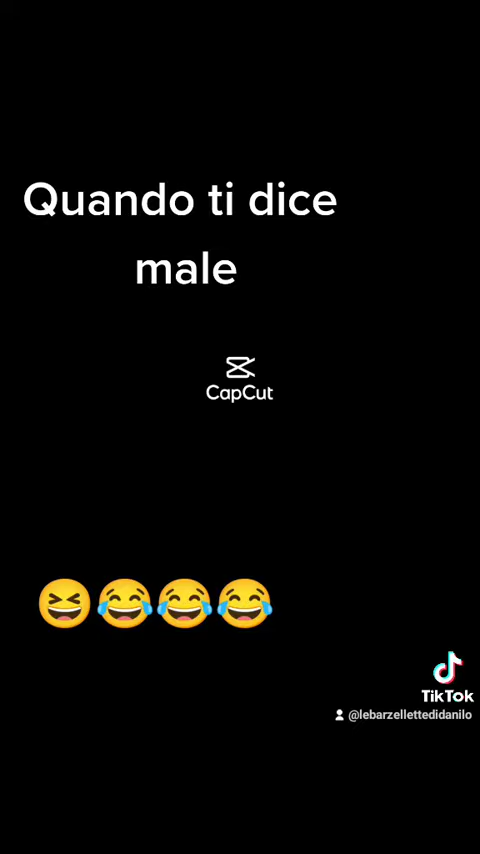 Quando ti dice
male
CapCut
😆😂😂😂
TikTok
@lebarzellettedidanilo